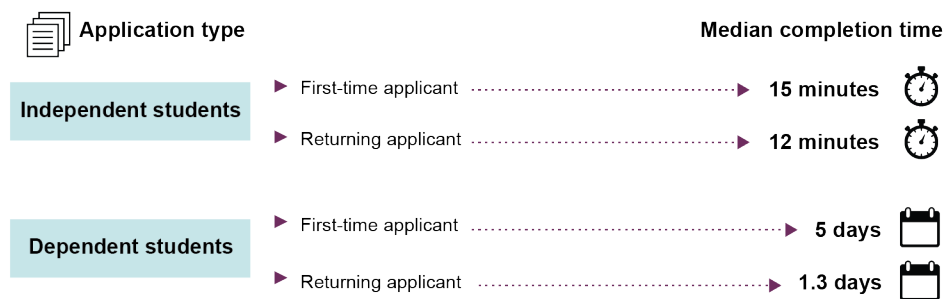 Application type
Median completion time
Independent students
First-time applicant
15 minutes
Returning applicant
12 minutes
Dependent students
First-time applicant
5 days
Returning applicant
1.3 days